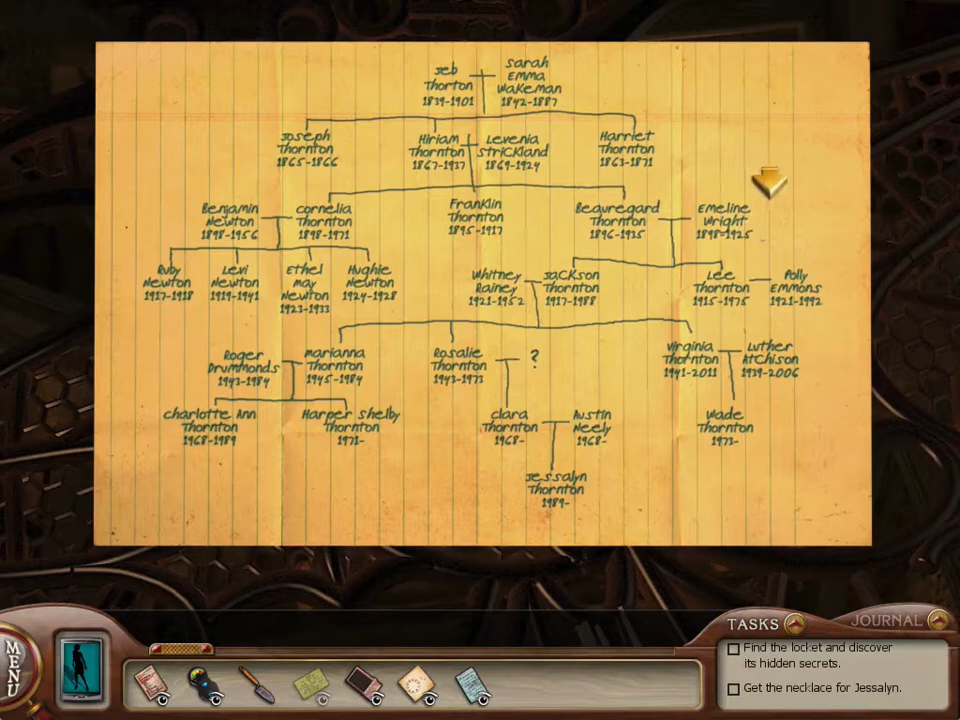 Jeb
Thorton
1839-1901
Sarah
Emma
Wakeman
1842-1887
Joseph
Thornton
1865-1866
Hiriam
Thornton
1867-1937
Levenia
Strickland
1869-1924
Harriet
Thornton
1863-1871
Benjamin
Newton
1898-1956
Cornelia
Thornton
1898-1971
Franklin
Thornton
1895-1917
Beauregard
Thornton
1896-1935
Emeline
Wright
1898-1925
Ruby
Newton
1917-1918
Levi
Newton
1919-1941
Ethel
May
Newton
1923-1933
Hughie
Newton
1924-1928
Whitney
Rainey
1921-1952
Jackson
Thornton
1917-1988
Lee
Thornton
1915-1975
Polly
Emmons
1921-1992
Roger
Drummonds
1943-1984
Marianna
Thornton
1945-1984
Rosalie
Thornton
1943-1973
?
Virginia
Thornton
1941-2011
Luther
Atchison
1939-2006
Charlotte Ann
Thornton
1968-1989
Harper Shelby
Thornton
1971-
Clara
Thornton
1968-
Austin
Neely
1968-
Wade
Thornton
1973-
Jessalyn
Thornton
1989-
MENU
TASKS
JOURNAL
Find the locket and discover
its hidden secrets.
Get the necklace for Jessalyn.